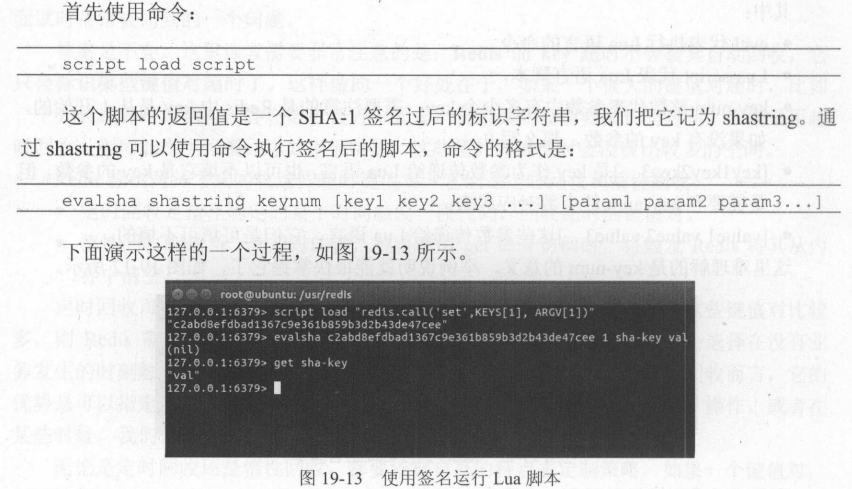 首先使用命令:
script load script
这个脚本的返回值是一个 SHA-1 签名过后的标识字符串，我们把它记为 shastring。通
过 shastring 可以使用命令执行签名后的脚本，命令的格式是：
evalsha shastring keynum [key1 key2 key3 ...] [param1 param2 param3...]
下面演示这样的一个过程，如图 19-13 所示。
root@ubuntu: /usr/redis
127.0.0.1:6379> script load "redis.call('set',KEYS[1], ARGV[1])"
"c2abd8efdbad1367c9e361b859b3d2b43de47cee"
127.0.0.1:6379> evalsha c2abd8efdbad1367c9e361b859b3d2b43de47cee 1 sha-key val
(nil)
127.0.0.1:6379> get sha-key
"val"
127.0.0.1:6379>
图 19-13 使用签名运行 Lua 脚本